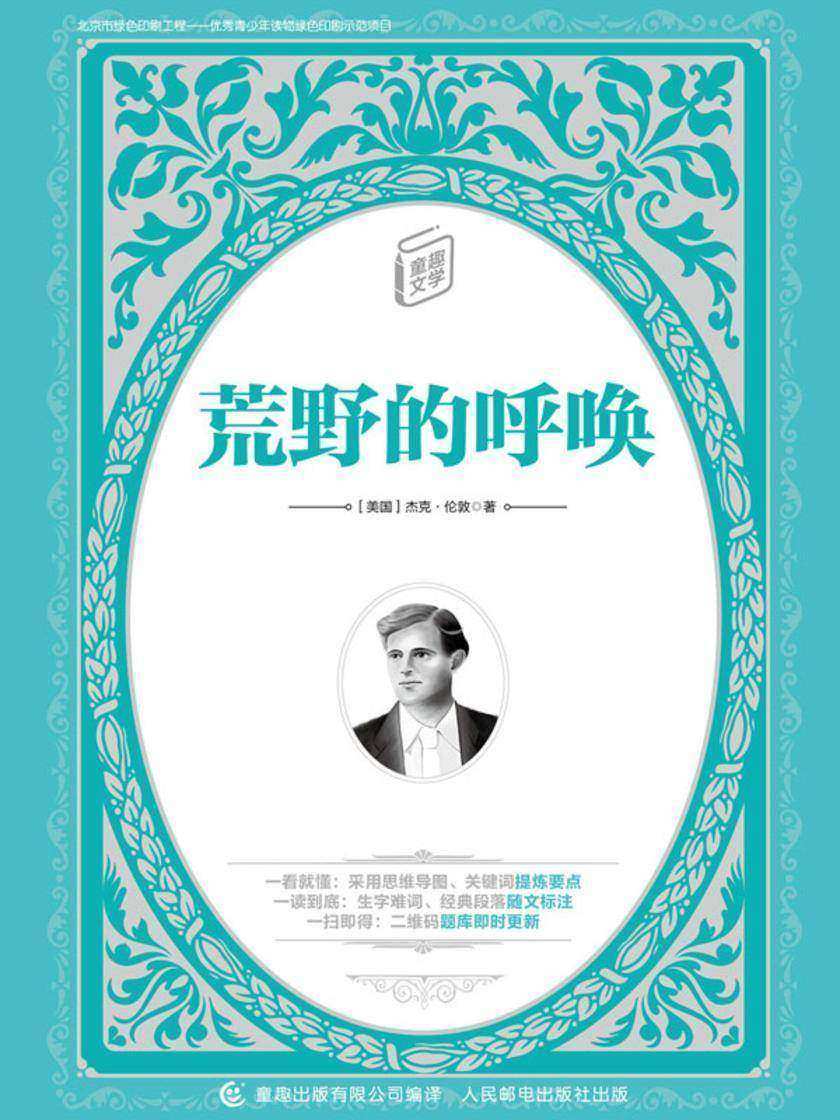 北京市绿色印刷工程——优秀青少年读物绿色印刷示范项目
童趣
文学
荒野的呼唤
[美国]杰克·伦敦◎著
一看就懂：采用思维导图、关键词提炼要点
一读到底：生字难词、经典段落随文标注
一扫即得：二维码题库即时更新
童趣出版有限公司编译 人民邮电出版社出版